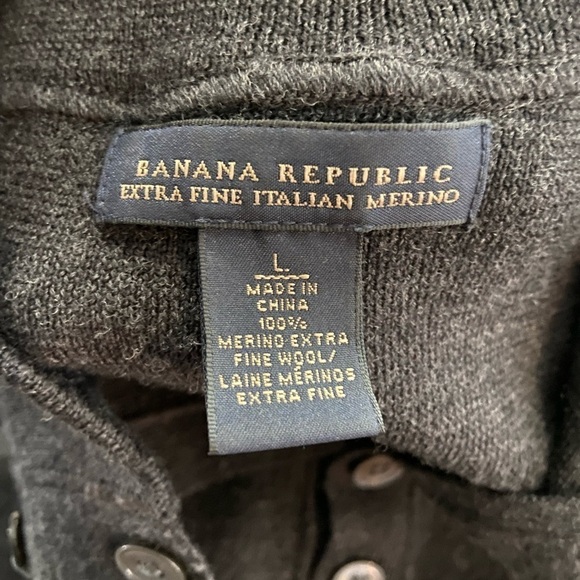 BANANA REPUBLIC
EXTRA FINE ITALIAN MERINO
L
MADE IN
CHINA
100%
MERINO EXTRA
FINE WOOL/
LAINE MÉRINOS
EXTRA FINE